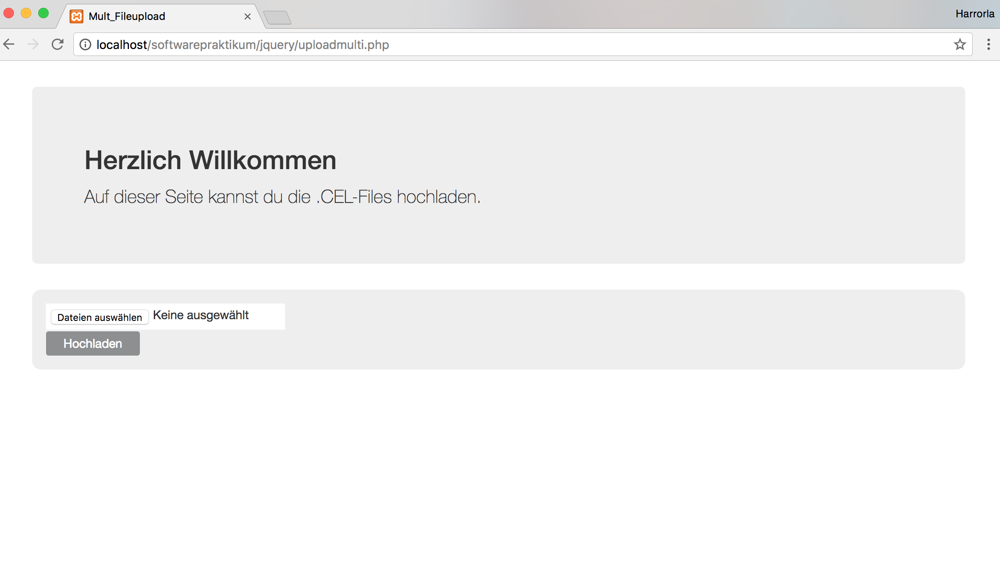 Mult_Fileupload
Harrorla
localhost/softwarepraktikum/jquery/uploadmulti.php
Herzlich Willkommen
Auf dieser Seite kannst du die .CEL-Files hochladen.
Dateien auswählen Keine ausgewählt
Hochladen